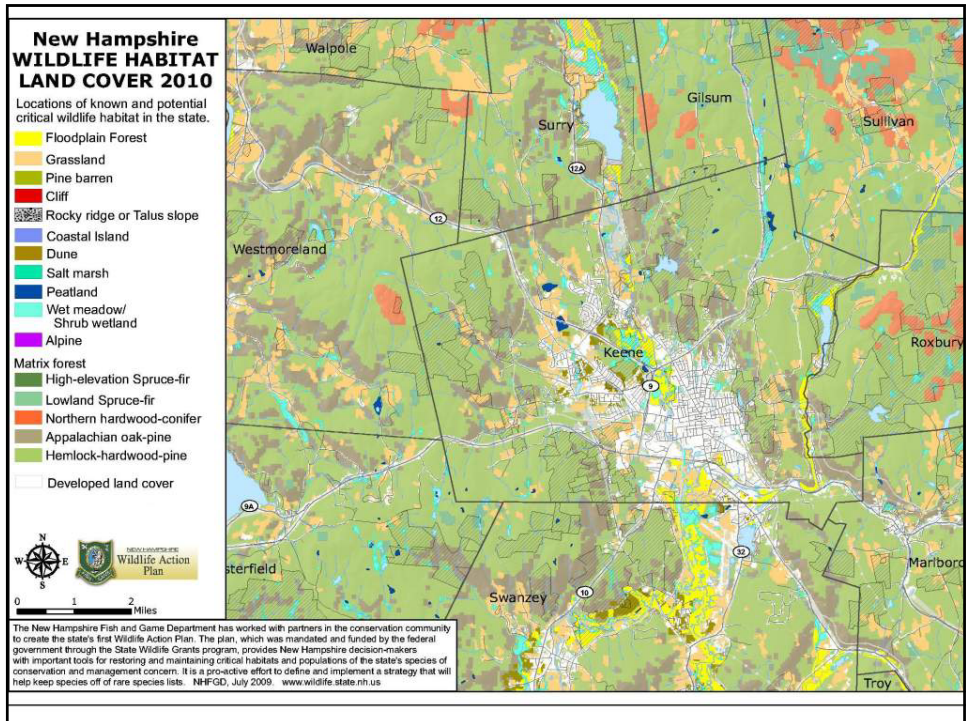 New Hampshire
WILDLIFE HABITAT
LAND COVER 2010
Locations of known and potential
critical wildlife habitat in the state.
Floodplain Forest
Grassland
Pine barren
Cliff
Rocky ridge or Talus slope
Coastal Island
Dune
Salt marsh
Peatland
Wet meadow/
Shrub wetland
Alpine
Matrix forest
High-elevation Spruce-fir
Lowland Spruce-fir
Northern hardwood-conifer
Appalachian oak-pine
Hemlock-hardwood-pine
Developed land cover
N
W E
S
NEW HAMPSHIRE
Wildlife Action
Plan
0 1 2
Miles
The New Hampshire Fish and Game Department has worked with partners in the conservation community
to create the state's first Wildlife Action Plan. The plan, which was mandated and funded by the federal
government through the State Wildlife Grants program, provides New Hampshire decision-makers
with important tools for restoring and maintaining critical habitats and populations of the state's species of
conservation and management concern. It is a pro-active effort to define and implement a strategy that will
help keep species off of rare species lists. NHFGD, July 2009. www.wildlife.state.nh.us
Walpole
Gilsum
Surry
Sullivan
12A
12
Westmoreland
Roxbury
Keene
9
9A
32
sterfield
Marlboro
10
Swanzey
Troy